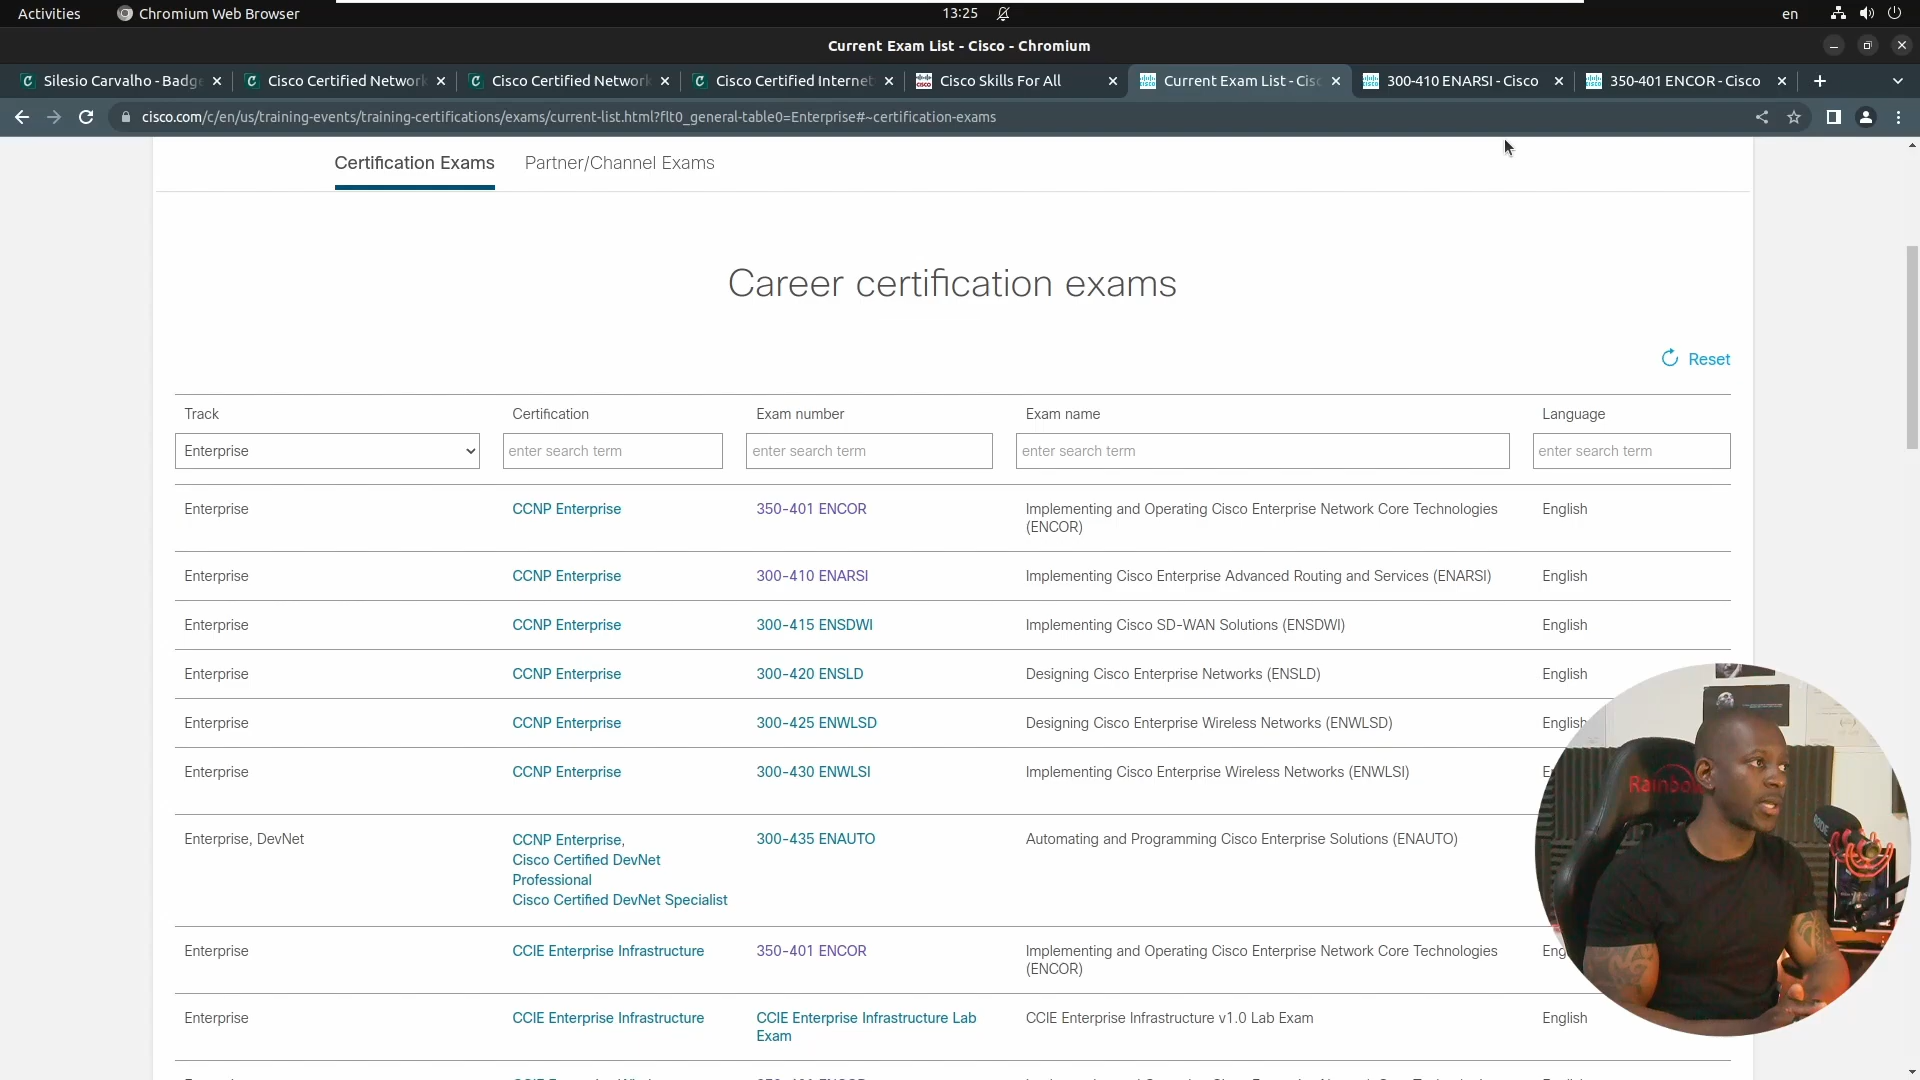 Activities
Chromium Web Browser
13:25
en
Current Exam List - Cisco - Chromium
Silesio Carvalho - Badge
Cisco Certified Network
Cisco Certified Network
Cisco Certified Internet
Cisco Skills For All
Current Exam List - Cisc
300-410 ENARSI - Cisco
350-401 ENCOR - Cisco
cisco.com/c/en/us/training-events/training-certifications/exams/current-list.html?flt0_general-table0=Enterprise#~certification-exams
Certification Exams
Partner/Channel Exams
Career certification exams
Reset
Track
Certification
Exam number
Exam name
Language
Enterprise
enter search term
enter search term
enter search term
enter search term
Enterprise
CCNP Enterprise
350-401 ENCOR
Implementing and Operating Cisco Enterprise Network Core Technologies
(ENCOR)
English
Enterprise
CCNP Enterprise
300-410 ENARSI
Implementing Cisco Enterprise Advanced Routing and Services (ENARSI)
English
Enterprise
CCNP Enterprise
300-415 ENSDWI
Implementing Cisco SD-WAN Solutions (ENSDWI)
English
Enterprise
CCNP Enterprise
300-420 ENSLD
Designing Cisco Enterprise Networks (ENSLD)
English
Enterprise
CCNP Enterprise
300-425 ENWLSD
Designing Cisco Enterprise Wireless Networks (ENWLSD)
English
Enterprise
CCNP Enterprise
300-430 ENWLSI
Implementing Cisco Enterprise Wireless Networks (ENWLSI)
Enterprise, DevNet
CCNP Enterprise,
Cisco Certified DevNet
Professional
Cisco Certified DevNet Specialist
300-435 ENAUTO
Automating and Programming Cisco Enterprise Solutions (ENAUTO)
Enterprise
CCIE Enterprise Infrastructure
350-401 ENCOR
Implementing and Operating Cisco Enterprise Network Core Technologies
(ENCOR)
Eng
Enterprise
CCIE Enterprise Infrastructure
CCIE Enterprise Infrastructure Lab
Exam
CCIE Enterprise Infrastructure v1.0 Lab Exam
English